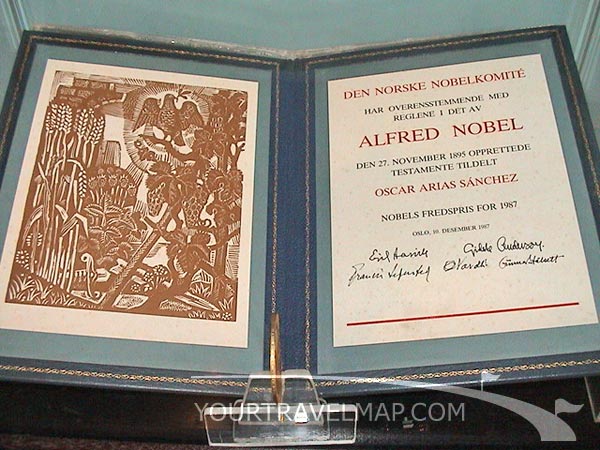 DEN NORSKE NOBELKOMITÉ
HAR OVERENSSTEMMENDE MED
REGLENE I DET AV
ALFRED NOBEL
DEN 27. NOVEMBER 1895 OPPRETTEDE
TESTAMENTE TILDELT
OSCAR ARIAS SÁNCHEZ
NOBELS FREDSPRIS FOR 1987
OSLO, 10. DESEMBER 1987
YOURTRAVELMAP.COM